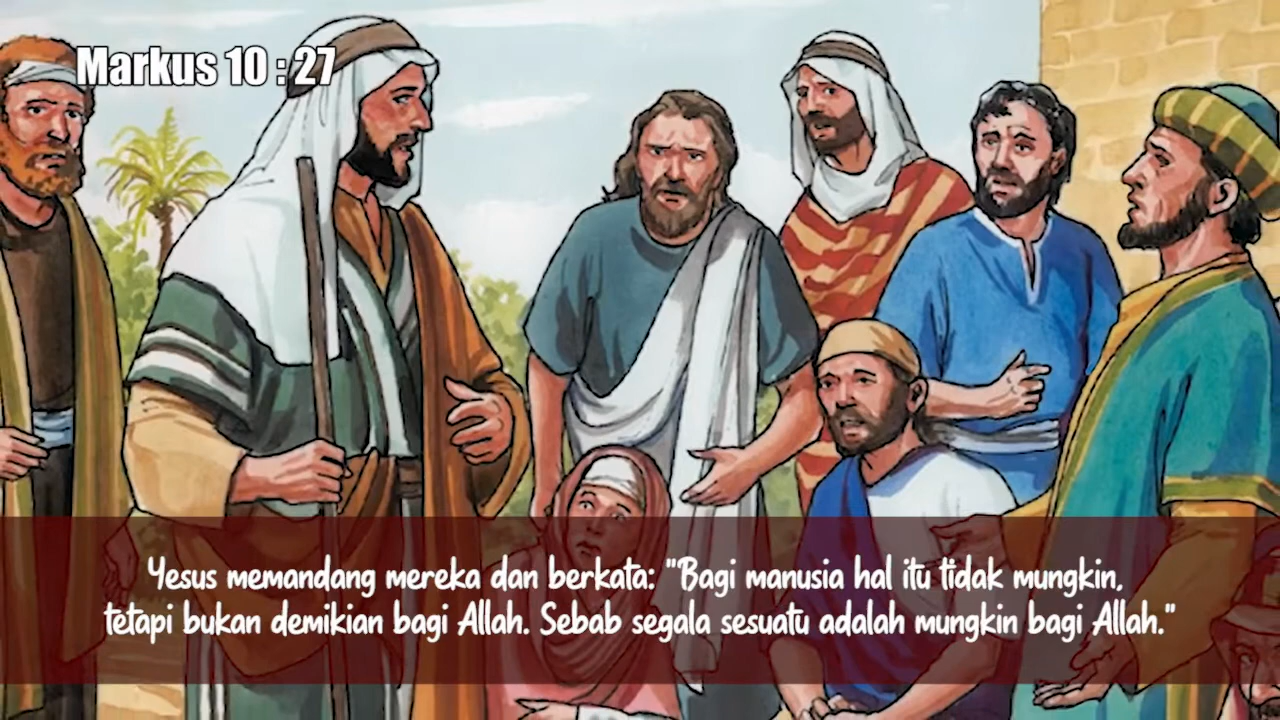 Markus 10 : 27
Yesus memandang mereka dan berkata: "Bagi manusia hal itu tidak mungkin,
tetapi bukan demikian bagi Allah. Sebab segala sesuatu adalah mungkin bagi Allah."